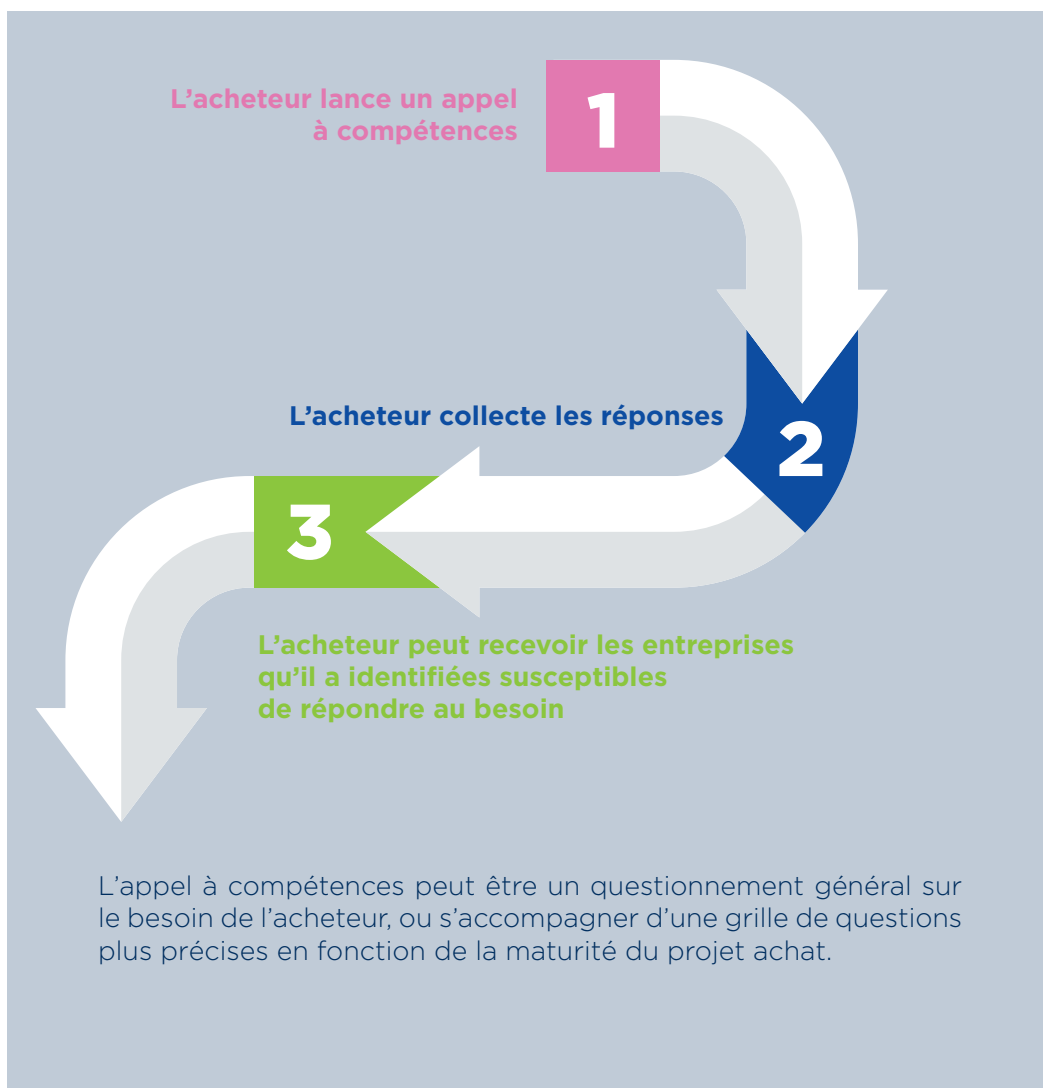 L’acheteur lance un appel
à compétences
1
L’acheteur collecte les réponses
2
3
L’acheteur peut recevoir les entreprises
qu’il a identifiées susceptibles
de répondre au besoin
L’appel à compétences peut être un questionnement général sur
le besoin de l’acheteur, ou s’accompagner d’une grille de questions
plus précises en fonction de la maturité du projet achat.